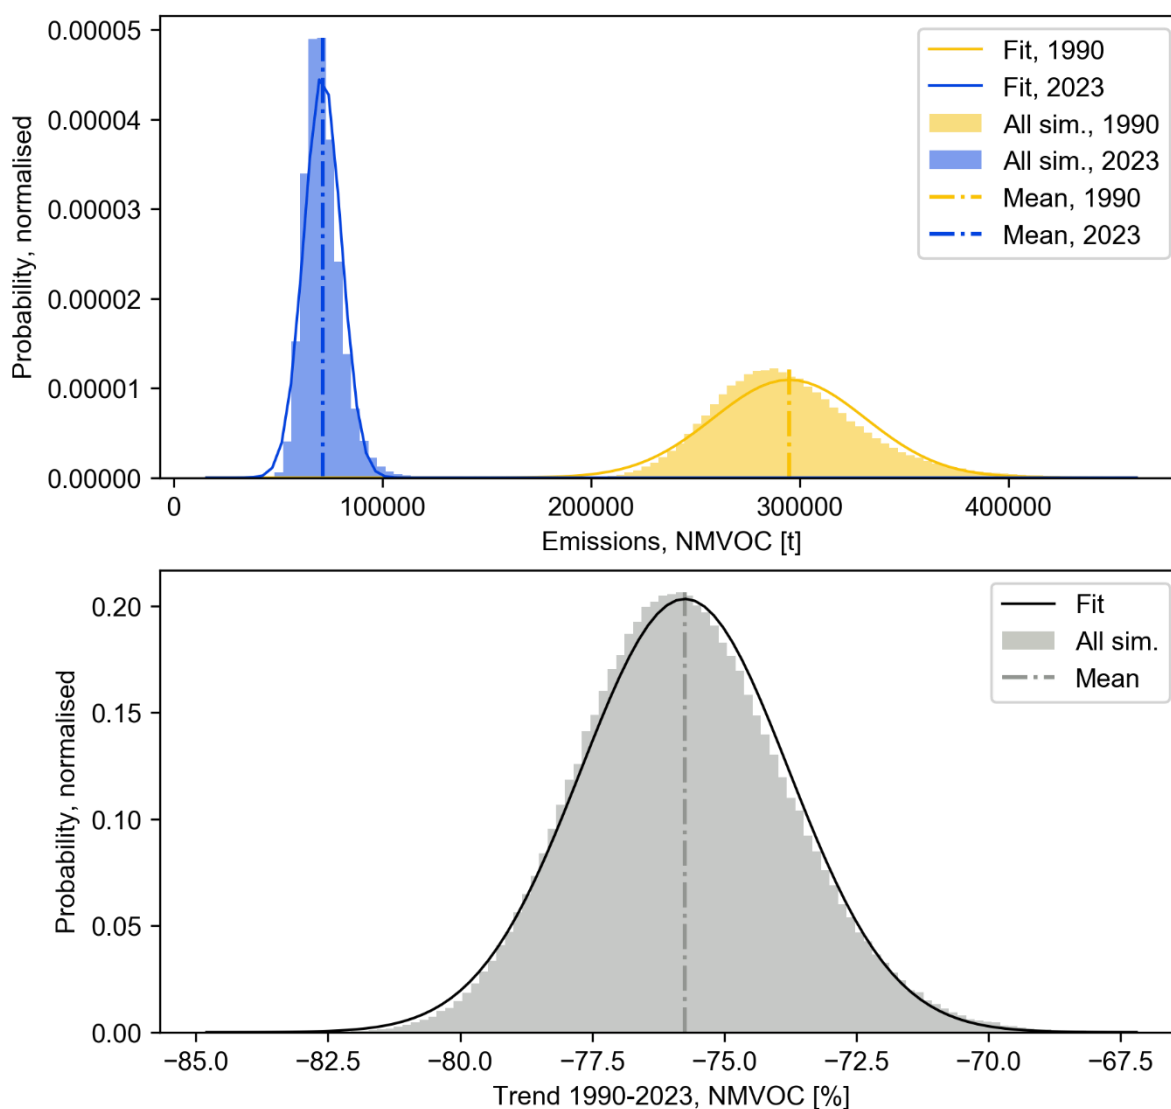 0.00005
0.00004
0.00003
0.00002
0.00001
0.00000
Probability, normalised
Fit, 1990
Fit, 2023
All sim., 1990
All sim., 2023
Mean, 1990
Mean, 2023
0 100000 200000 300000 400000
Emissions, NMVOC [t]
0.20
0.15
0.10
0.05
0.00
Probability, normalised
Fit
All sim.
Mean
−85.0 −82.5 −80.0 −77.5 −75.0 −72.5 −70.0 −67.5
Trend 1990-2023, NMVOC [%]